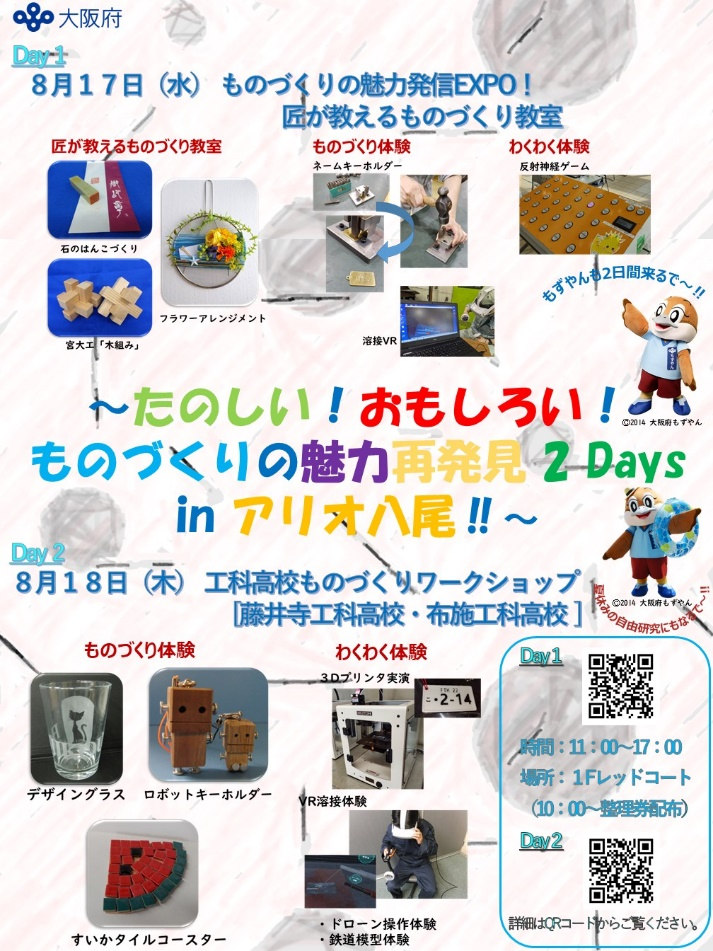 大阪府
Day 1
8月17日（水） ものづくりの魅力発信EXPO！
匠が教えるものづくり教室
匠が教えるものづくり教室
石のはんこづくり
フラワーアレンジメント
宮大工「木組み」
ものづくり体験
ネームキーホルダー
溶接VR
わくわく体験
反射神経ゲーム
もずやんも2日間来るで～!!
©2014 大阪府もずやん
～たのしい！おもしろい！
ものづくりの魅力再発見 2 Days
in アリオ八尾!!～
Day 2
8月18日（木） 工科高校ものづくりワークショップ
［藤井寺工科高校・布施工科高校］
©2014 大阪府もずやん
夏休みの自由研究にもなるで～!!
ものづくり体験
デザイングラス
ロボットキーホルダー
すいかタイルコースター
わくわく体験
3Dプリンタ実演
2-14
VR溶接体験
・ドローン操作体験
・鉄道模型体験
Day 1
時間：11：00～17：00
場所：1Fレッドコート
（10：00～整理券配布）
Day 2
詳細はQRコードからご覧ください。